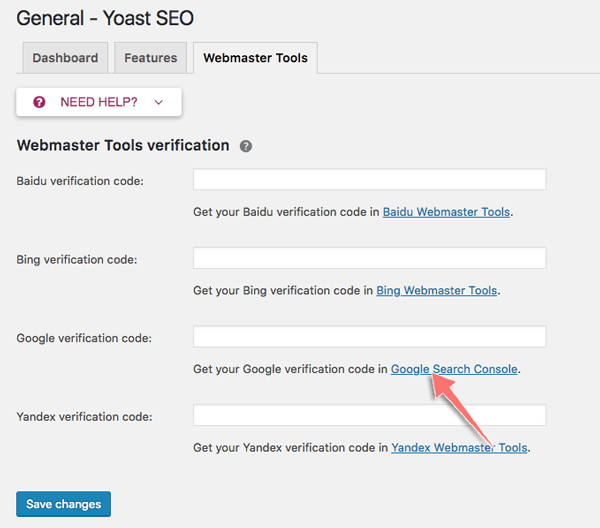 General - Yoast SEO
Dashboard Features Webmaster Tools
? NEED HELP?
Webmaster Tools verification ?
Baidu verification code:
Get your Baidu verification code in Baidu Webmaster Tools.
Bing verification code:
Get your Bing verification code in Bing Webmaster Tools.
Google verification code:
Get your Google verification code in Google Search Console.
Yandex verification code:
Get your Yandex verification code in Yandex Webmaster Tools.
Save changes